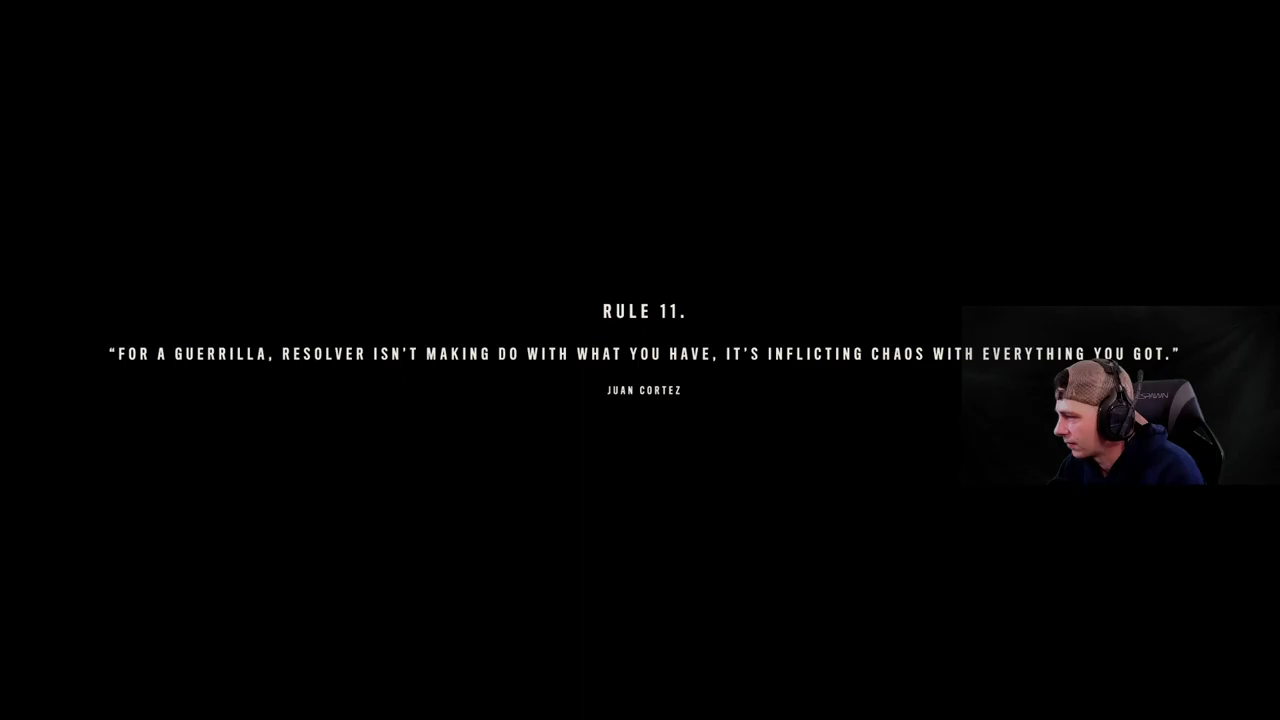 RULE 11.
“FOR A GUERRILLA, RESOLVER ISN'T MAKING DO WITH WHAT YOU HAVE, IT'S INFLICTING CHAOS WITH EVERYTHING YOU GOT.”
JUAN CORTEZ